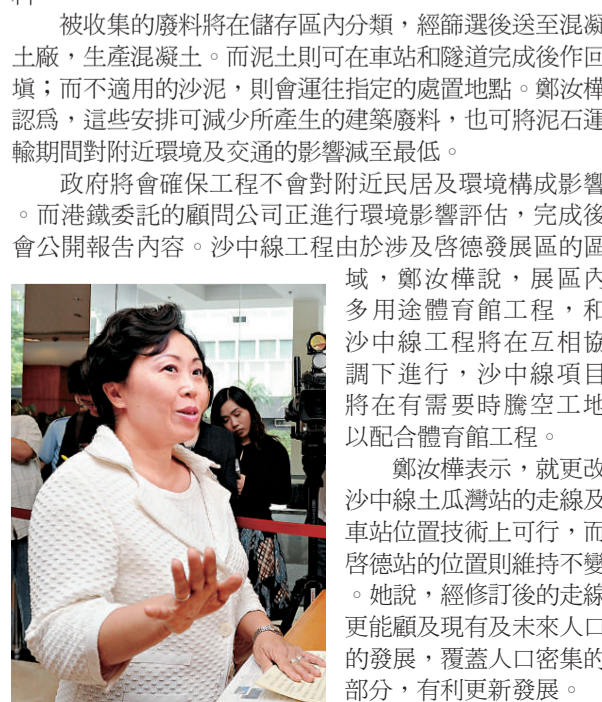 被收集的廢料將在儲存區內分類，經篩選後送至混凝
土廠，生產混凝土。而泥土則可在車站和隧道完成後作回
填；而不適用的沙泥，則會運往指定的處置地點。鄭汝樺
認爲，這些安排可減少所產生的建築廢料，也可將泥石運
輸期間對附近環境及交通的影響減至最低。
政府將會確保工程不會對附近民居及環境構成影響
。而港鐵委託的顧問公司正進行環境影響評估，完成後
會公開報告內容。沙中線工程由於涉及啓德發展區的區
域，鄭汝樺說，展區內
多用途體育館工程，和
沙中線工程將在互相協
調下進行，沙中線項目
將在有需要時騰空工地
以配合體育館工程。
鄭汝樺表示，就更改
沙中線土瓜灣站的走線及
車站位置技術上可行，而
啓德站的位置則維持不變
。她說，經修訂後的走線
更能顧及現有及未來人口
的發展，覆蓋人口密集的
部分，有利更新發展。